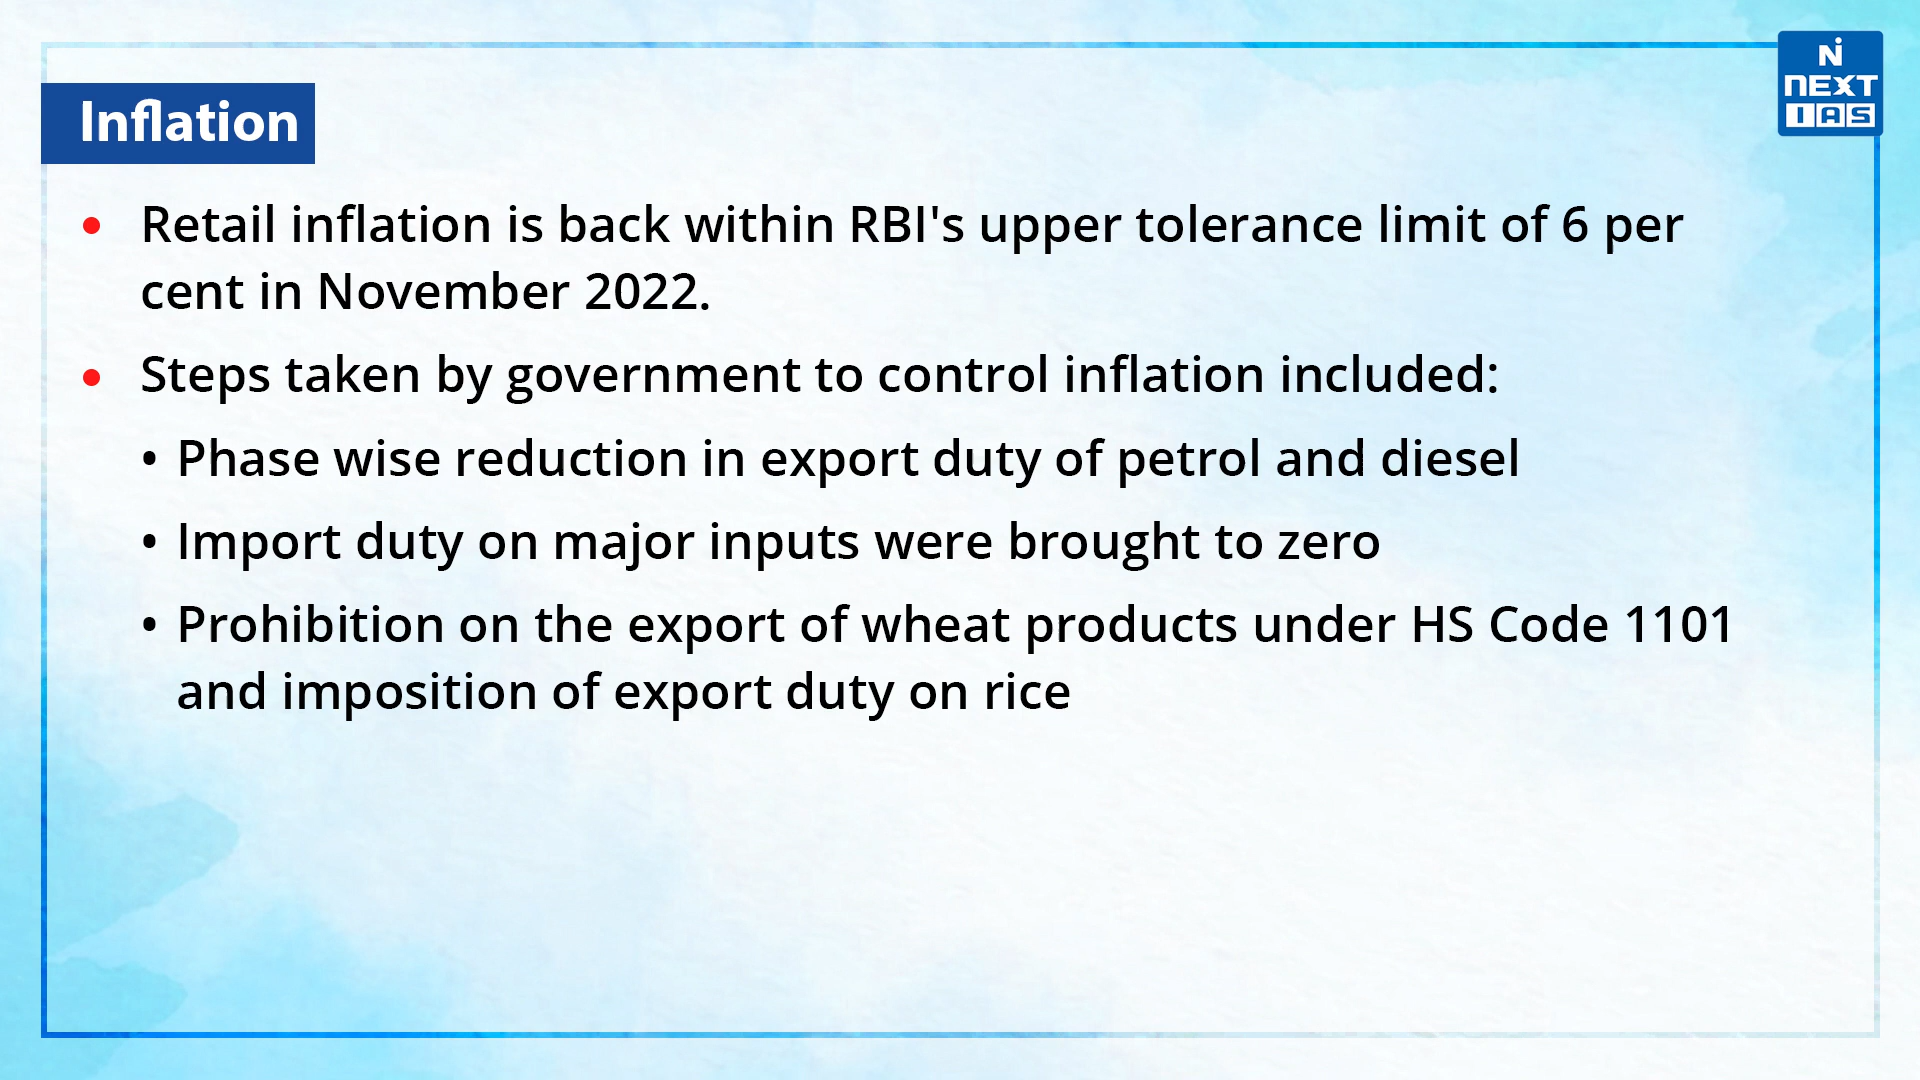 Inflation
N
NEXT
IAS
• Retail inflation is back within RBI's upper tolerance limit of 6 per
cent in November 2022.
• Steps taken by government to control inflation included:
• Phase wise reduction in export duty of petrol and diesel
• Import duty on major inputs were brought to zero
• Prohibition on the export of wheat products under HS Code 1101
and imposition of export duty on rice